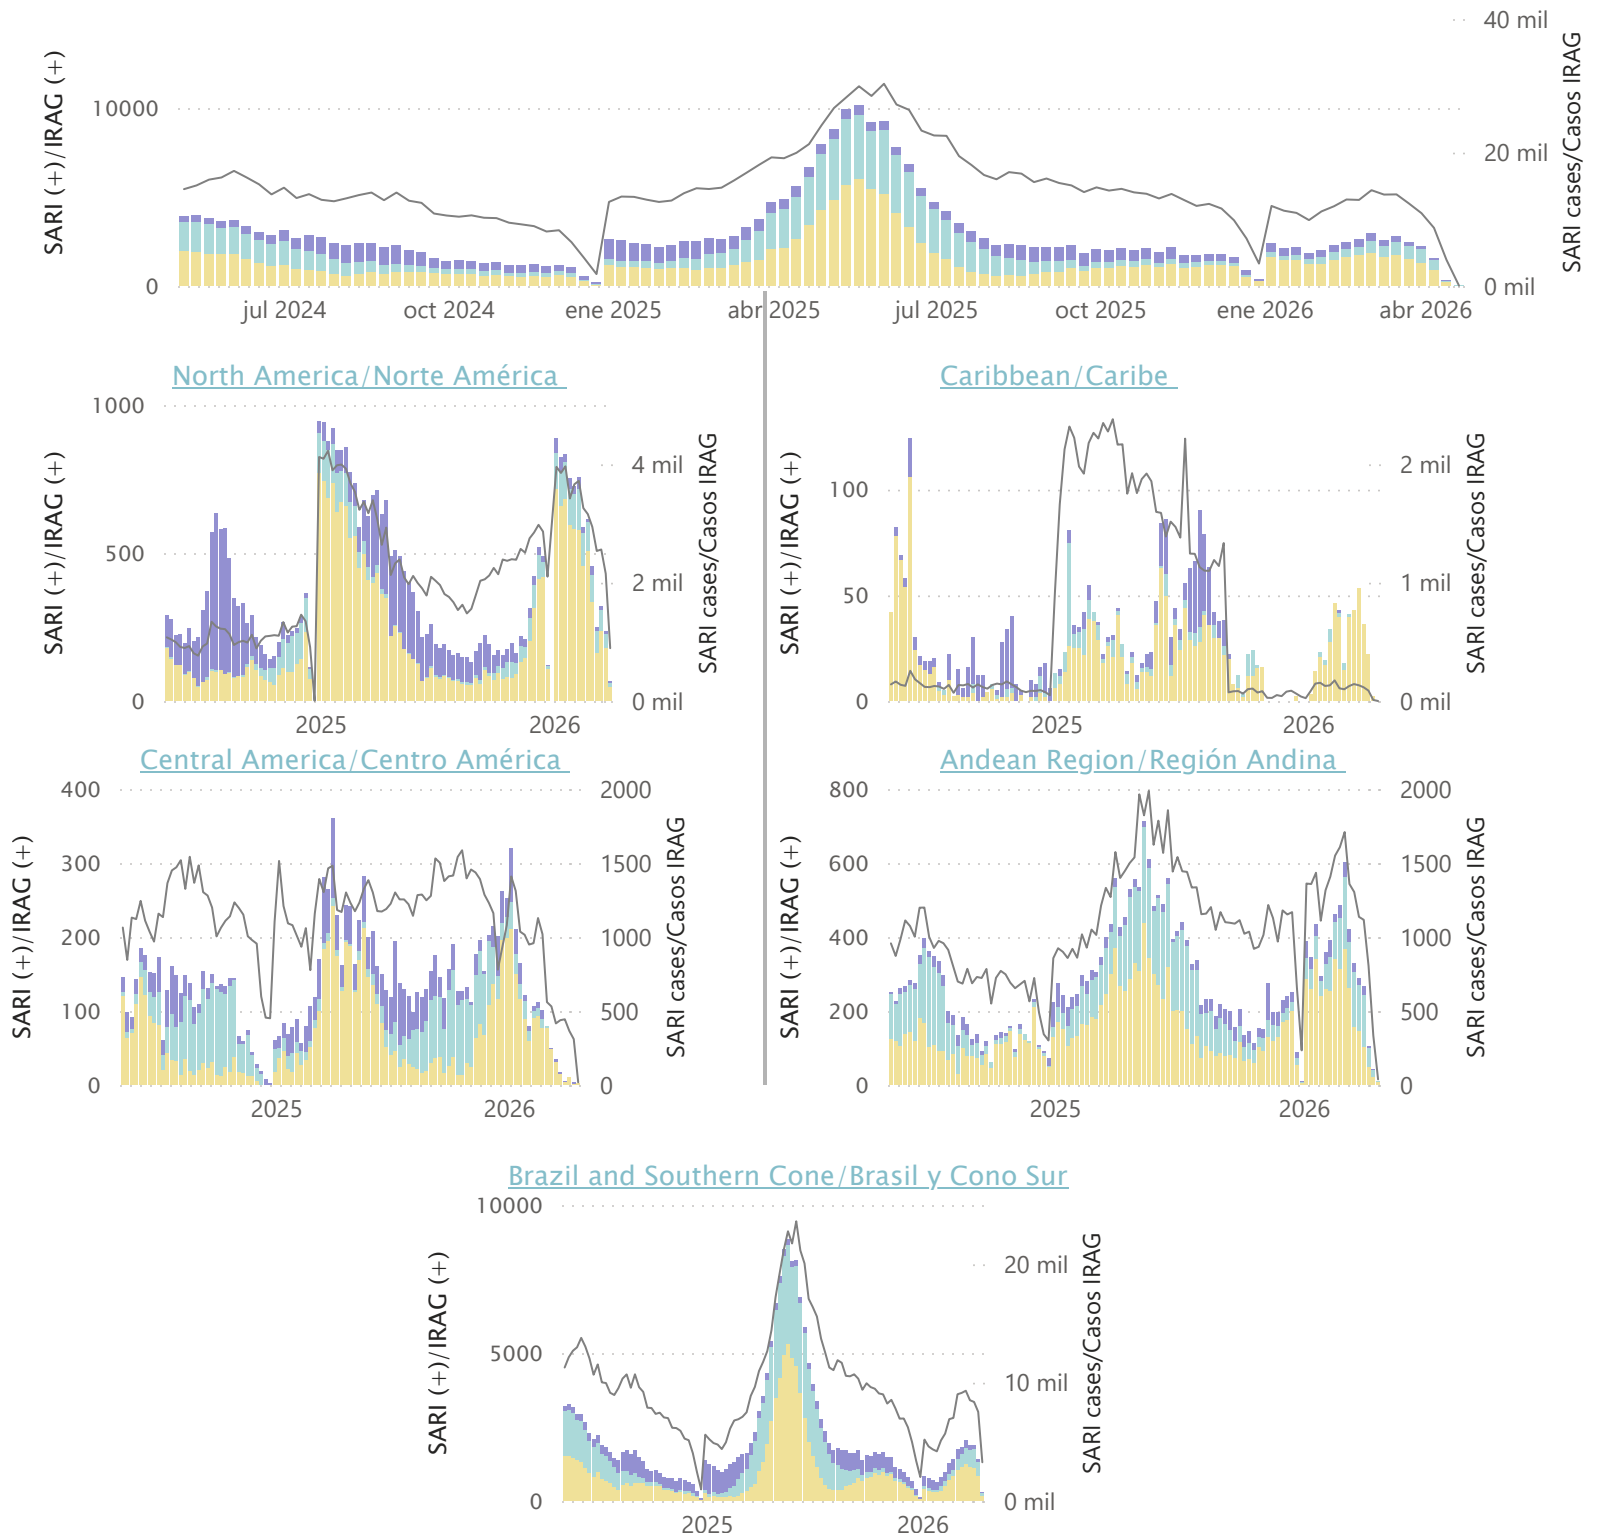 40 mil
10000
20 mil
0
0 mil
SARI (+)/IRAG (+)
SARI cases/Casos IRAG
jul 2024 oct 2024 ene 2025 abr 2025 jul 2025 oct 2025 ene 2026 abr 2026
North America/Norte América
1000
4 mil
500
2 mil
0
0 mil
SARI (+)/IRAG (+)
SARI cases/Casos IRAG
2025 2026
Caribbean/Caribe
2 mil
100
1 mil
50
0
0 mil
SARI (+)/IRAG (+)
SARI cases/Casos IRAG
2025 2026
Central America/Centro América
400 2000
300 1500
200 1000
100 500
0 0
SARI (+)/IRAG (+)
SARI cases/Casos IRAG
2025 2026
Andean Region/Región Andina
800 2000
600 1500
400 1000
200 500
0 0
SARI (+)/IRAG (+)
SARI cases/Casos IRAG
2025 2026
Brazil and Southern Cone/Brasil y Cono Sur
10000
20 mil
5000
10 mil
0
0 mil
SARI (+)/IRAG (+)
SARI cases/Casos IRAG
2025 2026